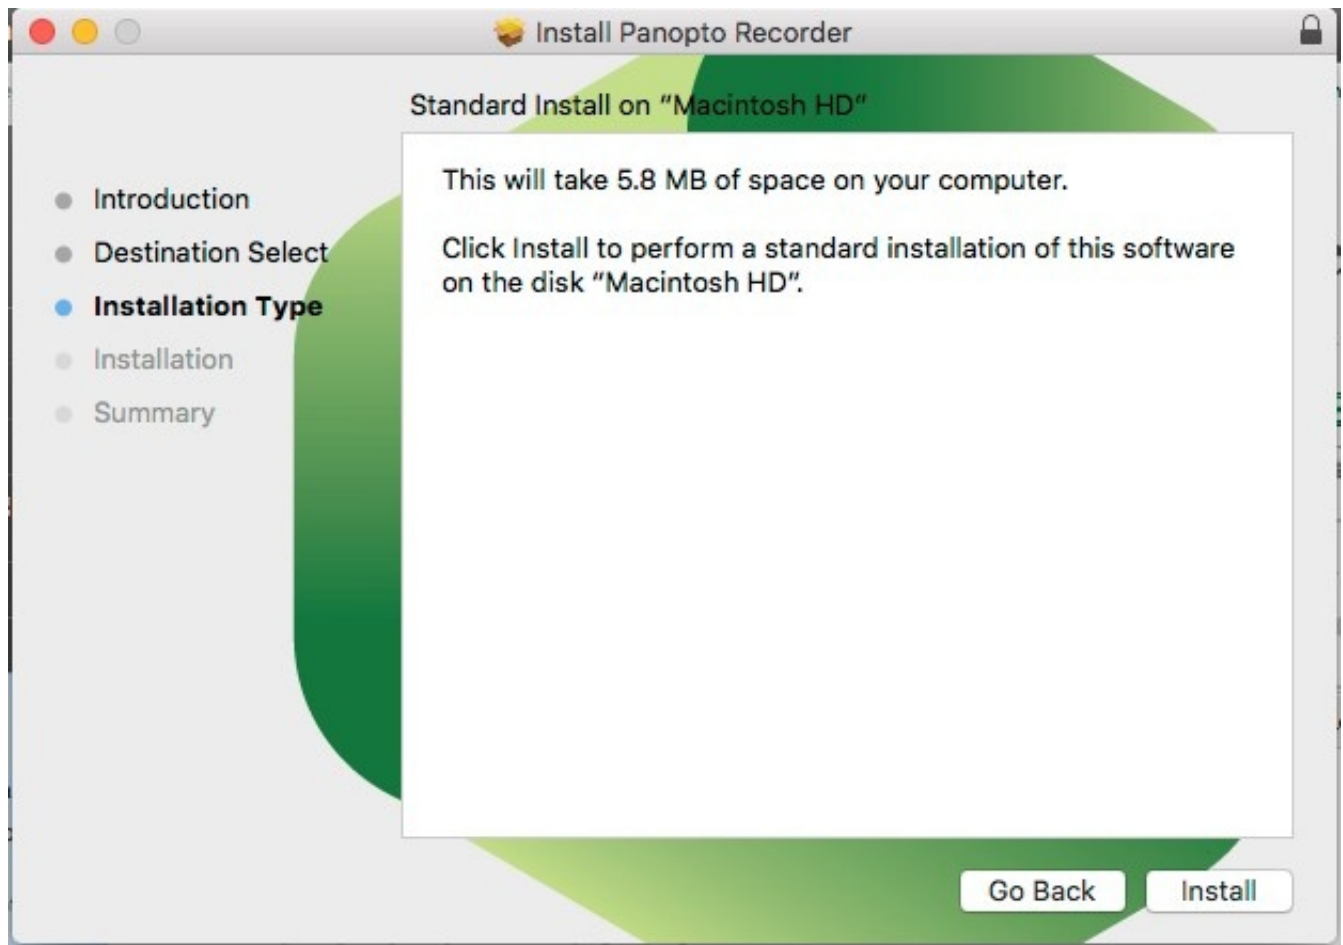 Install Panopto Recorder
Standard Install on “Macintosh HD”
Introduction
Destination Select
Installation Type
Installation
Summary
This will take 5.8 MB of space on your computer.
Click Install to perform a standard installation of this software
on the disk “Macintosh HD”.
Go Back
Install